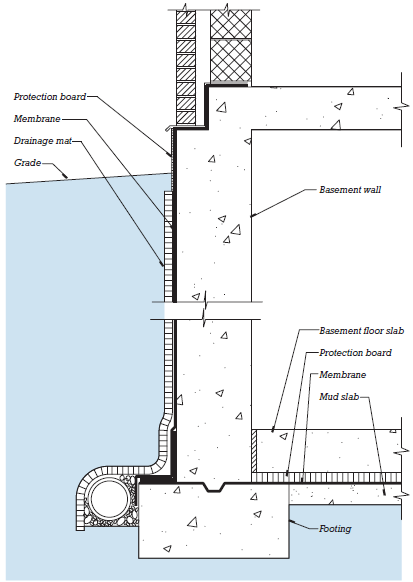 Protection board
Membrane
Drainage mat
Grade
Basement wall
Basement floor slab
Protection board
Membrane
Mud slab
Footing